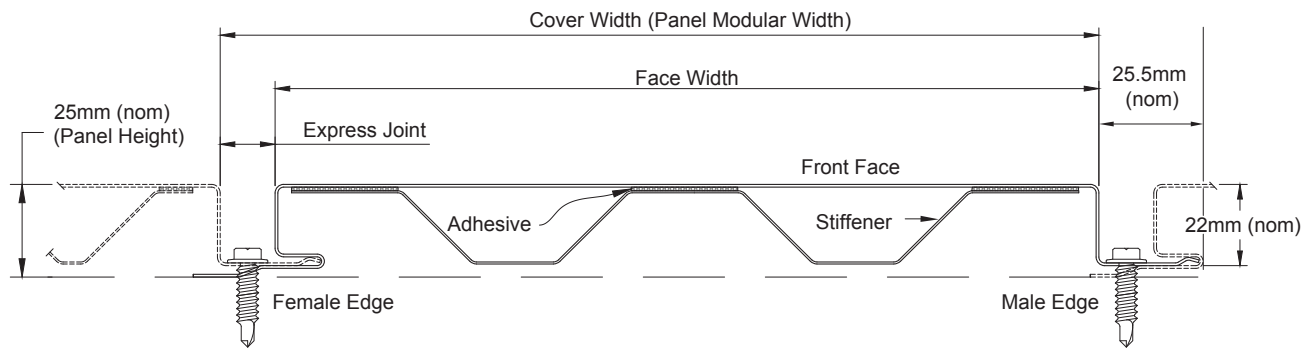 Cover Width (Panel Modular Width)
Face Width
25.5mm
(nom)
25mm (nom)
(Panel Height)
Express Joint
Front Face
Adhesive
Stiffener
22mm (nom)
Female Edge
Male Edge